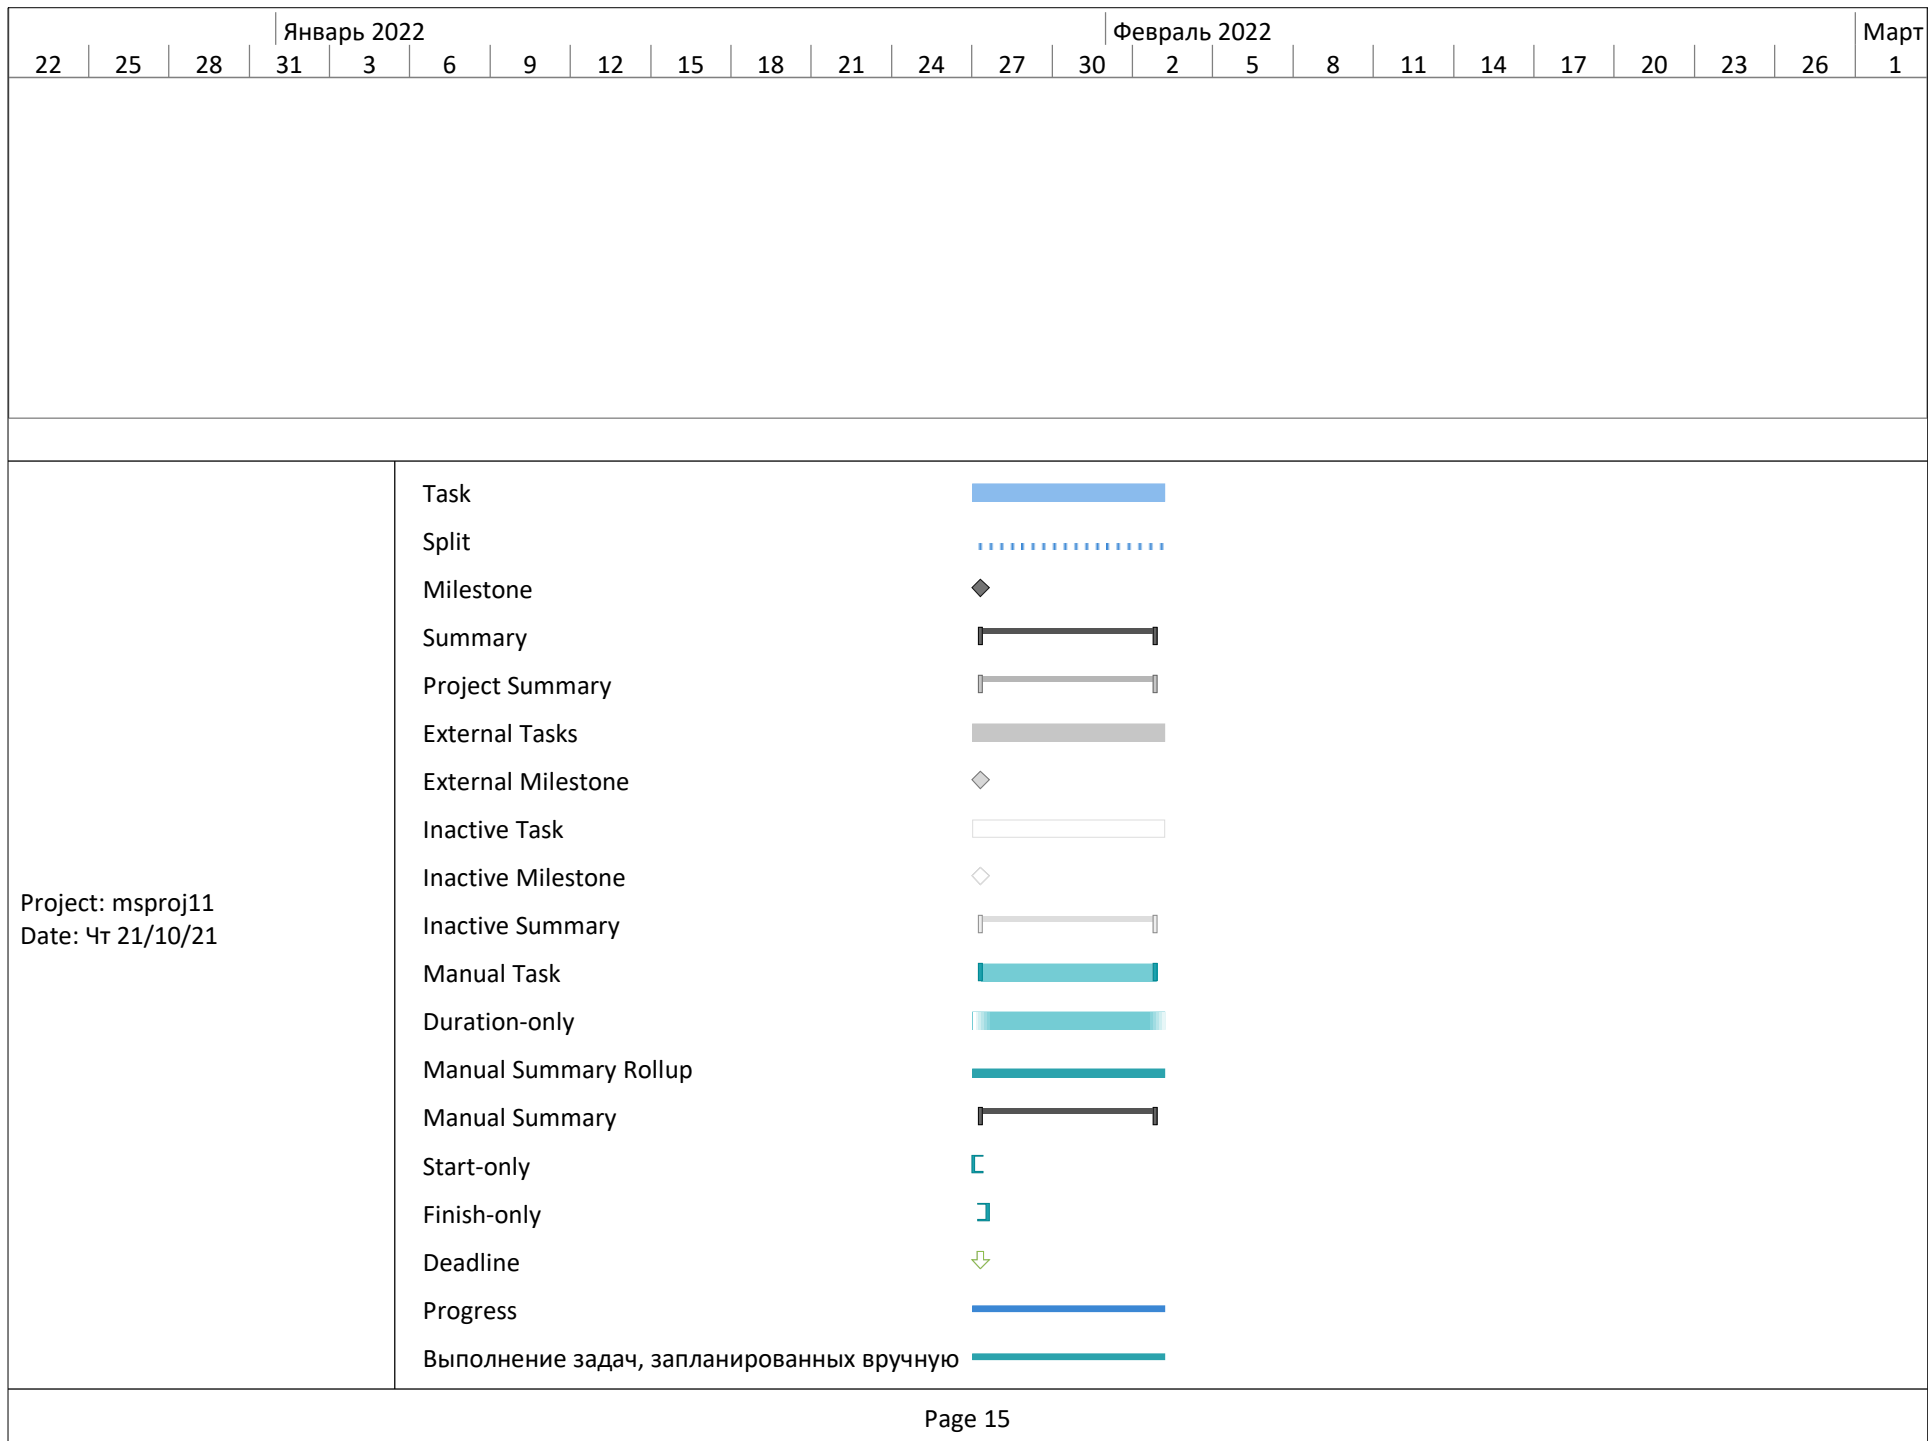 Январь 2022 Февраль 2022 Март
22 25 28 31 3 6 9 12 15 18 21 24 27 30 2 5 8 11 14 17 20 23 26 1
Task
Split
Milestone
Summary
Project Summary
External Tasks
External Milestone
Inactive Task
Inactive Milestone
Project: msproj11
Date: Чт 21/10/21
Inactive Summary
Manual Task
Duration-only
Manual Summary Rollup
Manual Summary
Start-only
Finish-only
Deadline
Progress
Выполнение задач, запланированных вручную
Page 15